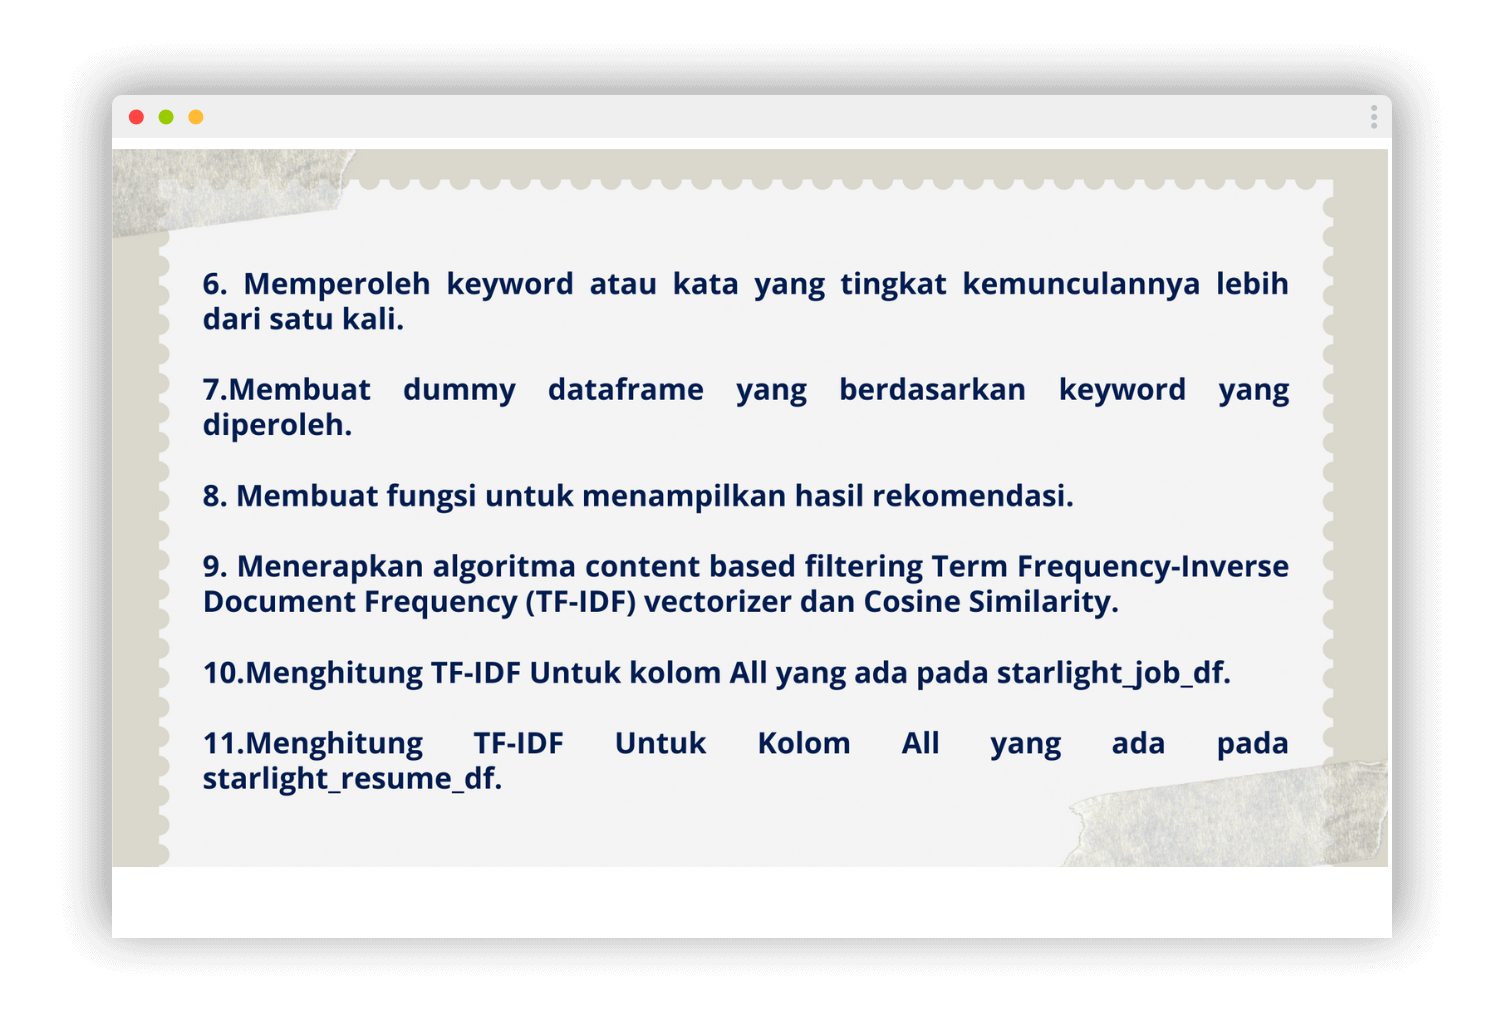 6. Memperoleh keyword atau kata yang tingkat kemunculannya lebih
dari satu kali.
7.Membuat dummy dataframe yang berdasarkan keyword yang
diperoleh.
8. Membuat fungsi untuk menampilkan hasil rekomendasi.
9. Menerapkan algoritma content based filtering Term Frequency-Inverse
Document Frequency (TF-IDF) vectorizer dan Cosine Similarity.
10.Menghitung TF-IDF Untuk kolom All yang ada pada starlight_job_df.
11.Menghitung TF-IDF Untuk Kolom All yang ada pada
starlight_resume_df.